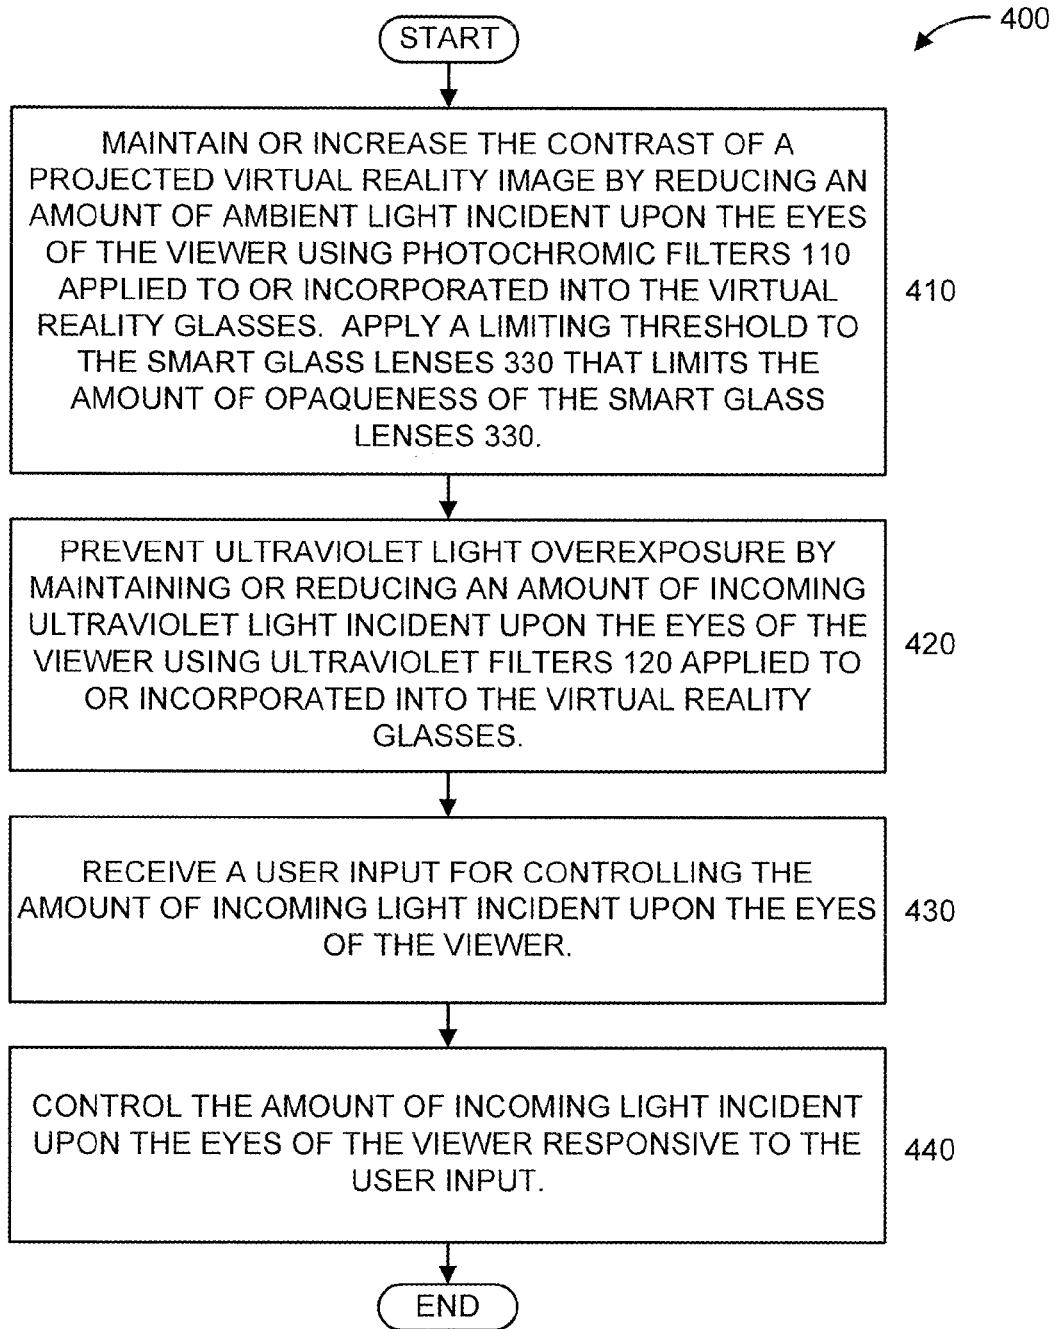 400
START
MAINTAIN OR INCREASE THE CONTRAST OF A
PROJECTED VIRTUAL REALITY IMAGE BY REDUCING AN
AMOUNT OF AMBIENT LIGHT INCIDENT UPON THE EYES
OF THE VIEWER USING PHOTOCHROMIC FILTERS 110
APPLIED TO OR INCORPORATED INTO THE VIRTUAL
REALITY GLASSES. APPLY A LIMITING THRESHOLD TO
THE SMART GLASS LENSES 330 THAT LIMITS THE
AMOUNT OF OPAQUENESS OF THE SMART GLASS
LENSES 330.
410
PREVENT ULTRAVIOLET LIGHT OVEREXPOSURE BY
MAINTAINING OR REDUCING AN AMOUNT OF INCOMING
ULTRAVIOLET LIGHT INCIDENT UPON THE EYES OF THE
VIEWER USING ULTRAVIOLET FILTERS 120 APPLIED TO
OR INCORPORATED INTO THE VIRTUAL REALITY
GLASSES.
420
RECEIVE A USER INPUT FOR CONTROLLING THE
AMOUNT OF INCOMING LIGHT INCIDENT UPON THE EYES
OF THE VIEWER.
430
CONTROL THE AMOUNT OF INCOMING LIGHT INCIDENT
UPON THE EYES OF THE VIEWER RESPONSIVE TO THE
USER INPUT.
440
END